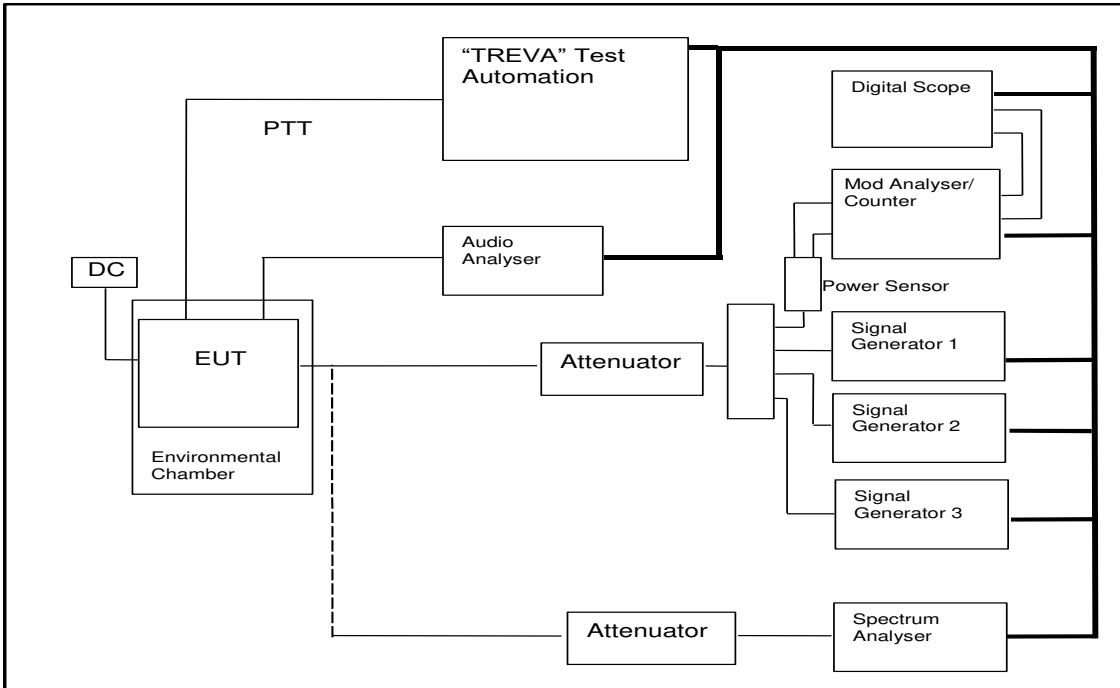 “TREVA” Test
Automation
Digital Scope
PTT
Mod Analyser/
Counter
Audio
Analyser
DC
Power Sensor
EUT
Attenuator
Signal
Generator 1
Signal
Generator 2
Environmental
Chamber
Signal
Generator 3
Attenuator
Spectrum
Analyser